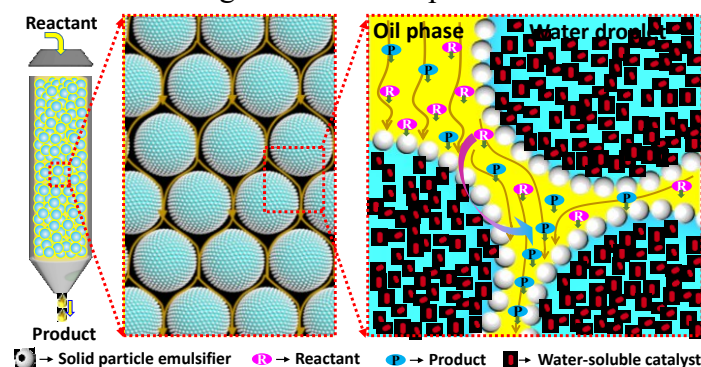 Reactant
Oil phase
Water droplet
P
R
P
R
R
R
R
P
R
R
P
R
P
R
P
P
R
P
P
P
Product
→ Solid particle emulsifier
R → Reactant
P → Product
→ Water-soluble catalyst